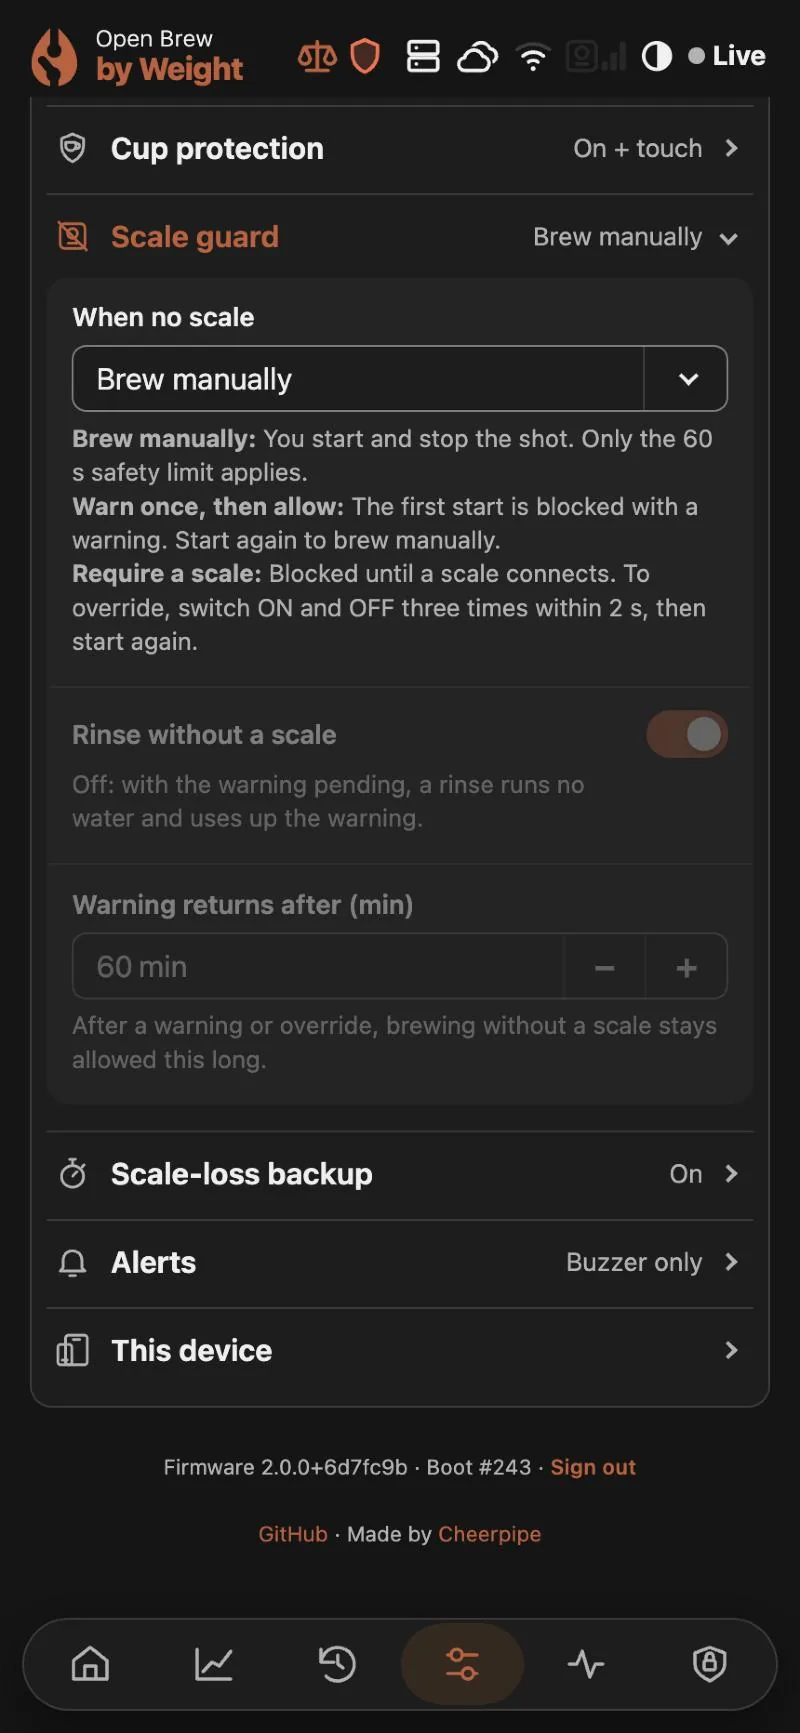 Open Brew
by Weight
Live
Cup protection
On + touch
Scale guard
Brew manually
When no scale
Brew manually
Brew manually: You start and stop the shot. Only the 60
s safety limit applies.
Warn once, then allow: The first start is blocked with a
warning. Start again to brew manually.
Require a scale: Blocked until a scale connects. To
override, switch ON and OFF three times within 2 s, then
start again.
Rinse without a scale
Off: with the warning pending, a rinse runs no
water and uses up the warning.
Warning returns after (min)
60 min
After a warning or override, brewing without a scale stays
allowed this long.
Scale-loss backup
On
Alerts
Buzzer only
This device
Firmware 2.0.0+6d7fc9b · Boot #243 · Sign out
GitHub · Made by Cheerpipe